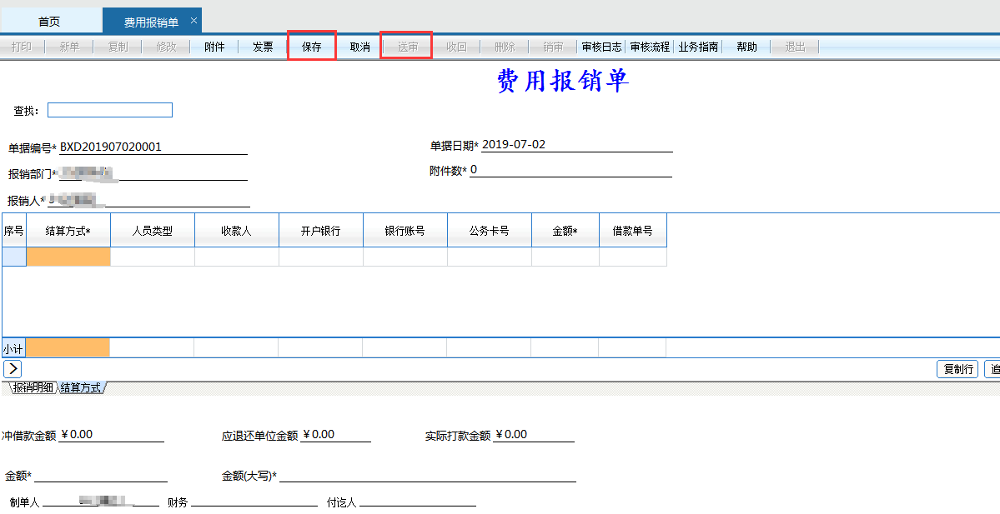 首页 费用报销单 ×
打印 新单 复制 修改 附件 发票 保存 取消 送审 收回 删除 销审 审核日志 审核流程 业务指南 帮助 退出
费用报销单
查找：
单据编号* BXD201907020001 单据日期* 2019-07-02
报销部门* 附件数* 0
报销人*
序号 结算方式* 人员类型 收款人 开户银行 银行账号 公务卡号 金额* 借款单号
小计
> 复制行 追
报销明细 结算方式
冲借款金额 ￥0.00 应退还单位金额 ￥0.00 实际打款金额 ￥0.00
金额* 金额(大写)*
制单人 财务 付讫人